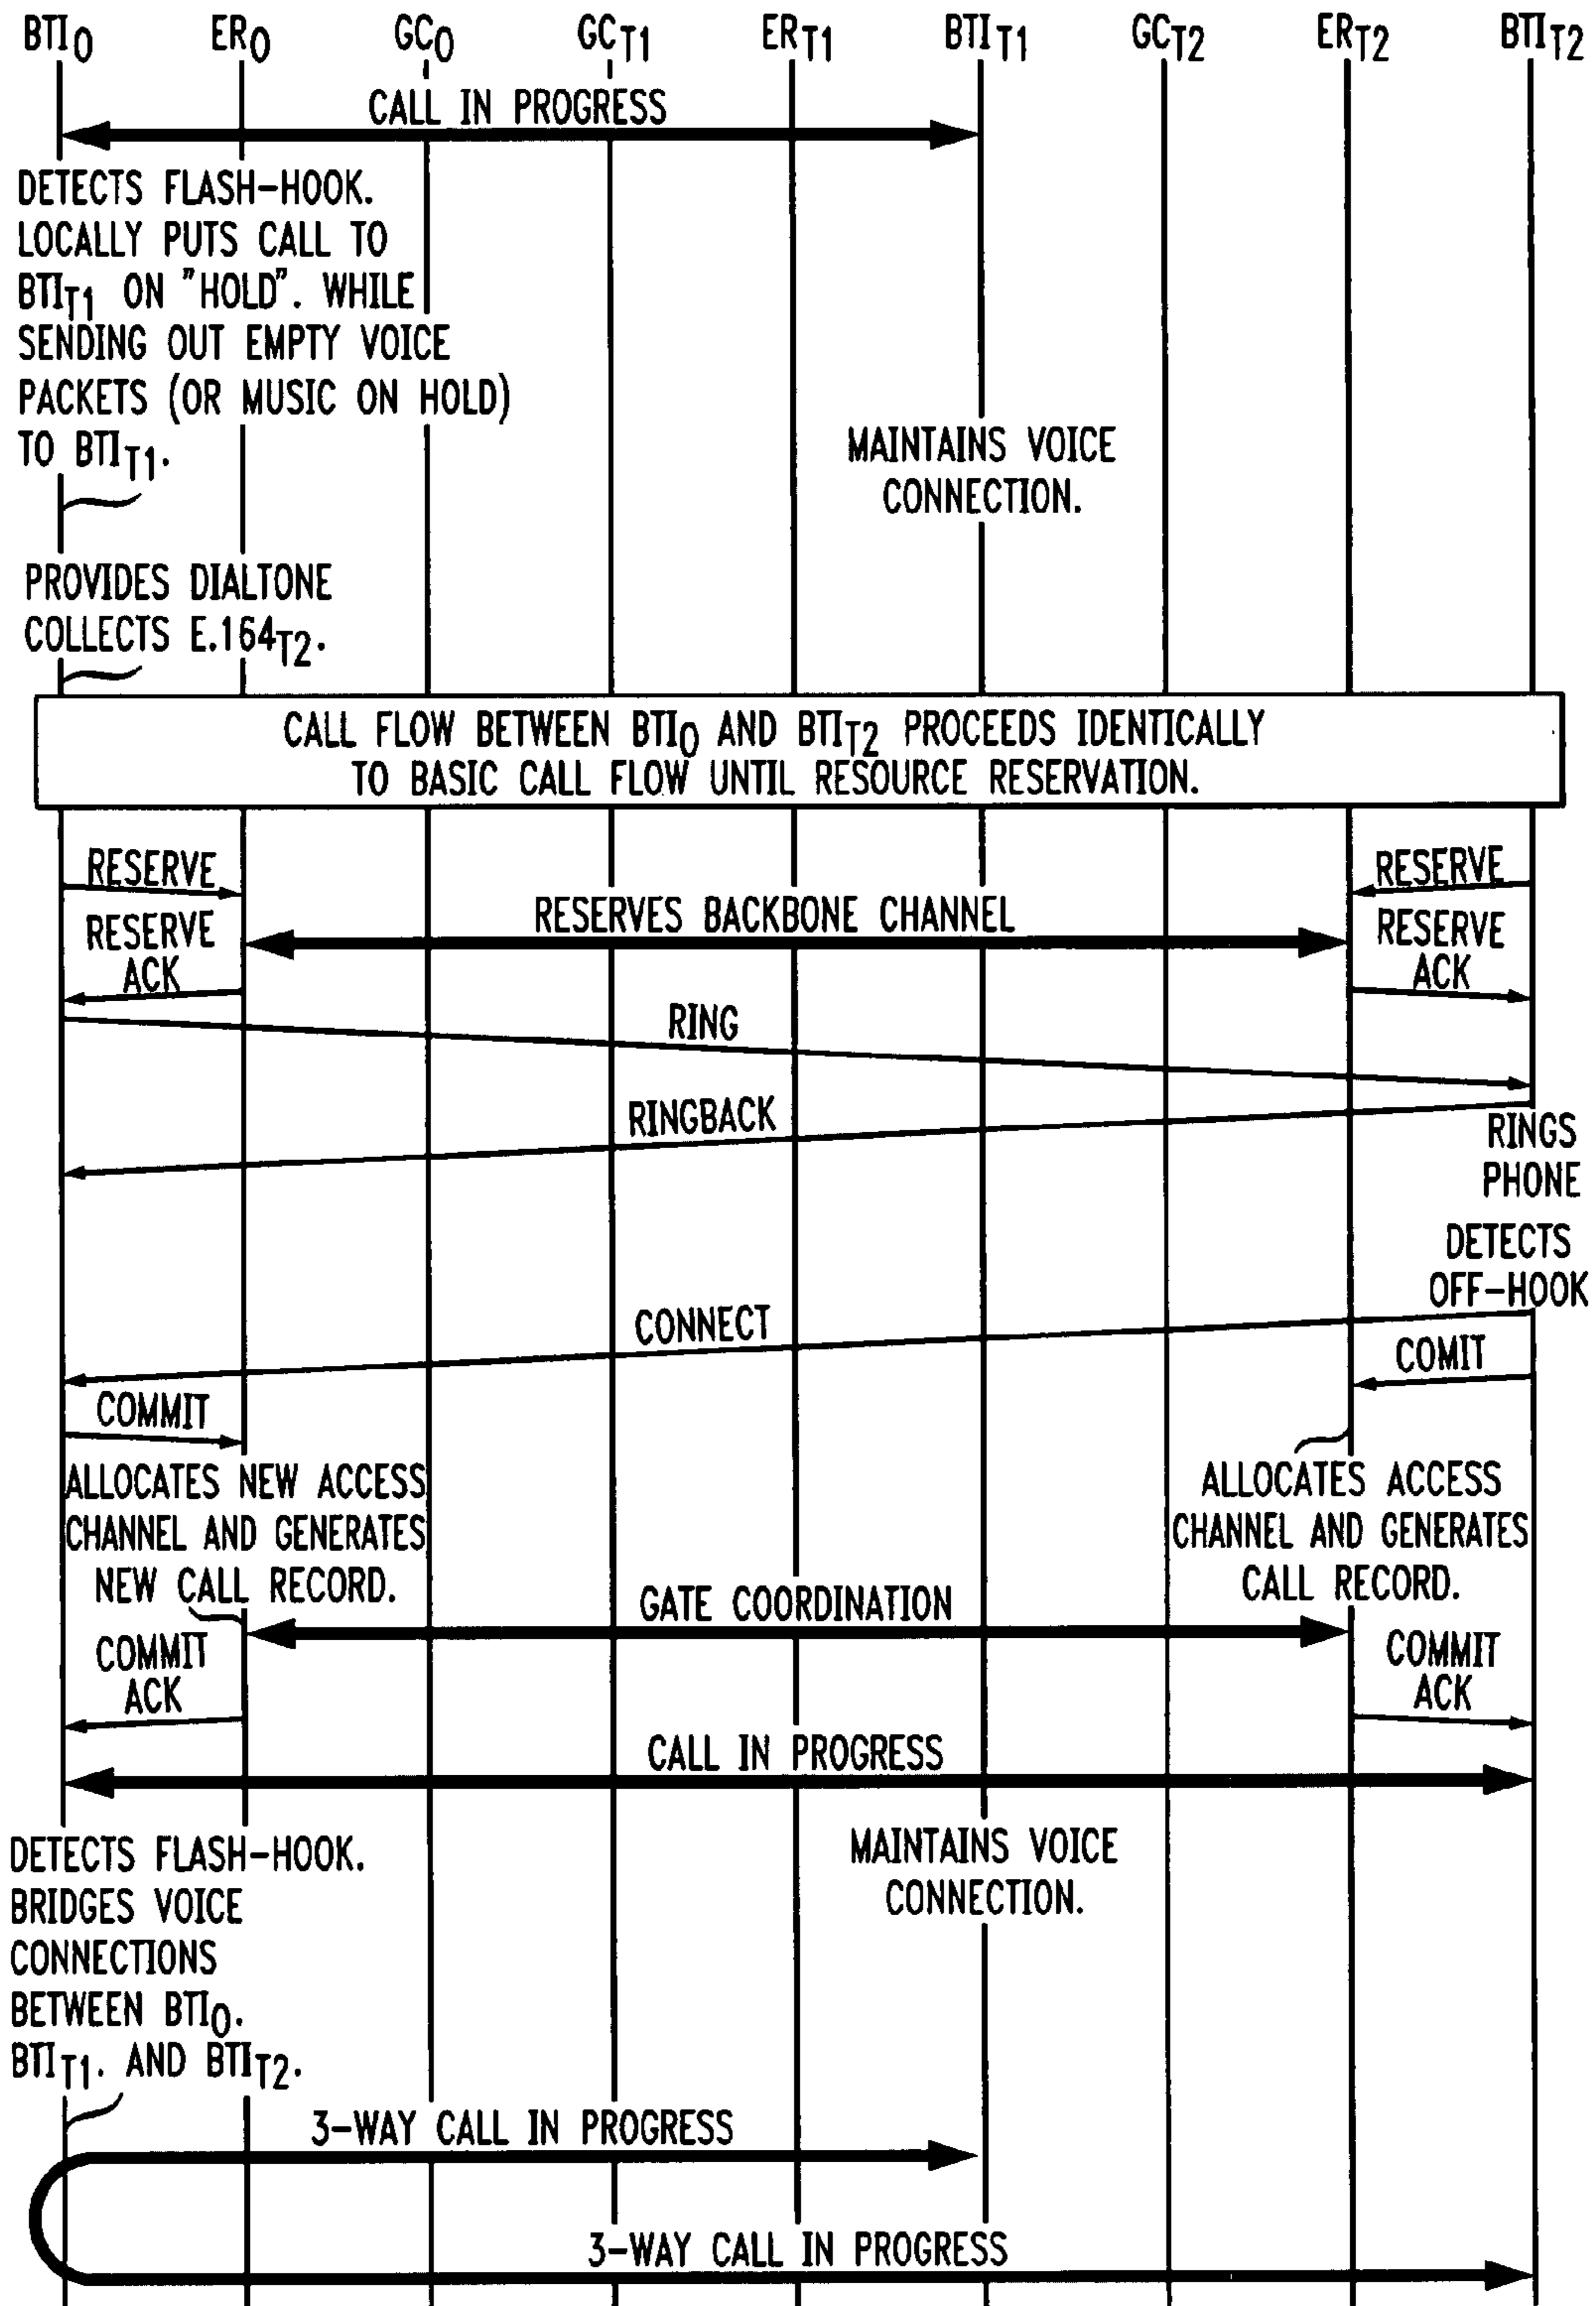 BTI0 ER0 GC0 GCT1 ERT1 BTIT1 GCT2 ERT2 BTIT2
CALL IN PROGRESS
DETECTS FLASH-HOOK.
LOCALLY PUTS CALL TO
BTIT1 ON "HOLD". WHILE
SENDING OUT EMPTY VOICE
PACKETS (OR MUSIC ON HOLD)
TO BTIT1.
MAINTAINS VOICE
CONNECTION.
PROVIDES DIALTONE
COLLECTS E.164T2.
CALL FLOW BETWEEN BTI0 AND BTIT2 PROCEEDS IDENTICALLY
TO BASIC CALL FLOW UNTIL RESOURCE RESERVATION.
RESERVE
RESERVE
RESERVES BACKBONE CHANNEL
RESERVE
ACK
RESERVE
ACK
RING
RINGBACK
RINGS
PHONE
DETECTS
OFF-HOOK
CONNECT
COMIT
COMMIT
ALLOCATES NEW ACCESS
CHANNEL AND GENERATES
NEW CALL RECORD.
ALLOCATES ACCESS
CHANNEL AND GENERATES
CALL RECORD.
GATE COORDINATION
COMMIT
ACK
COMMIT
ACK
CALL IN PROGRESS
DETECTS FLASH-HOOK.
BRIDGES VOICE
CONNECTIONS
BETWEEN BTI0.
BTIT1. AND BTIT2.
MAINTAINS VOICE
CONNECTION.
3-WAY CALL IN PROGRESS
3-WAY CALL IN PROGRESS